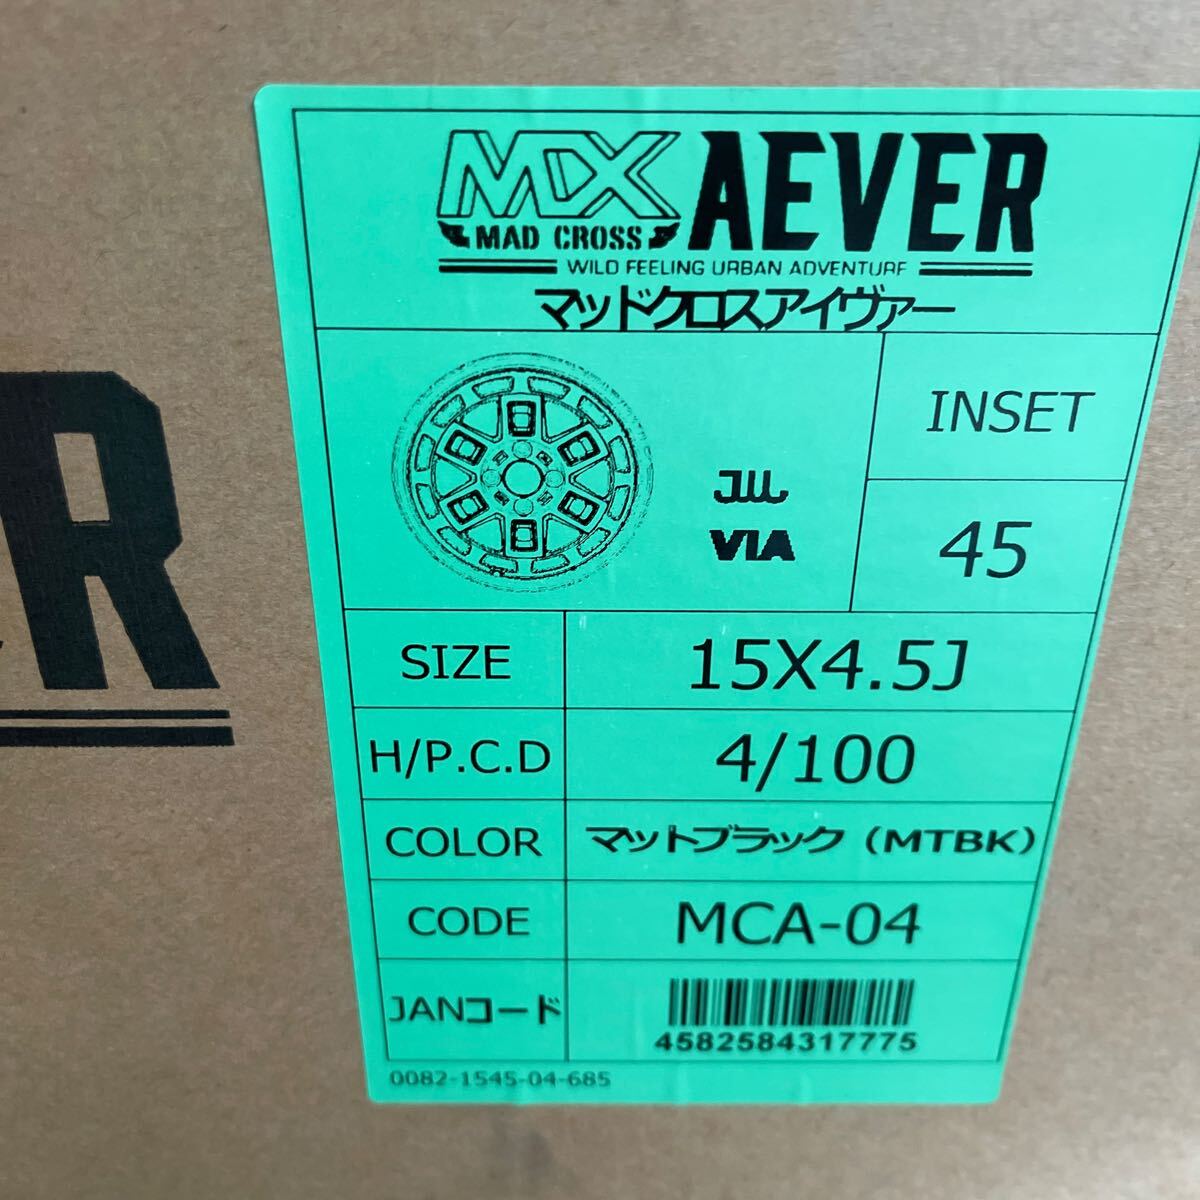 ER
MX AEVER
MAD CROSS
WILD FEELING URBAN ADVENTURE
マッドクロスアイヴァー
JWL
VIA
INSET
45
SIZE 15X4.5J
H/P.C.D 4/100
COLOR マットブラック (MTBK)
CODE MCA-04
JANコード 4582584317775
0082-1545-04-685